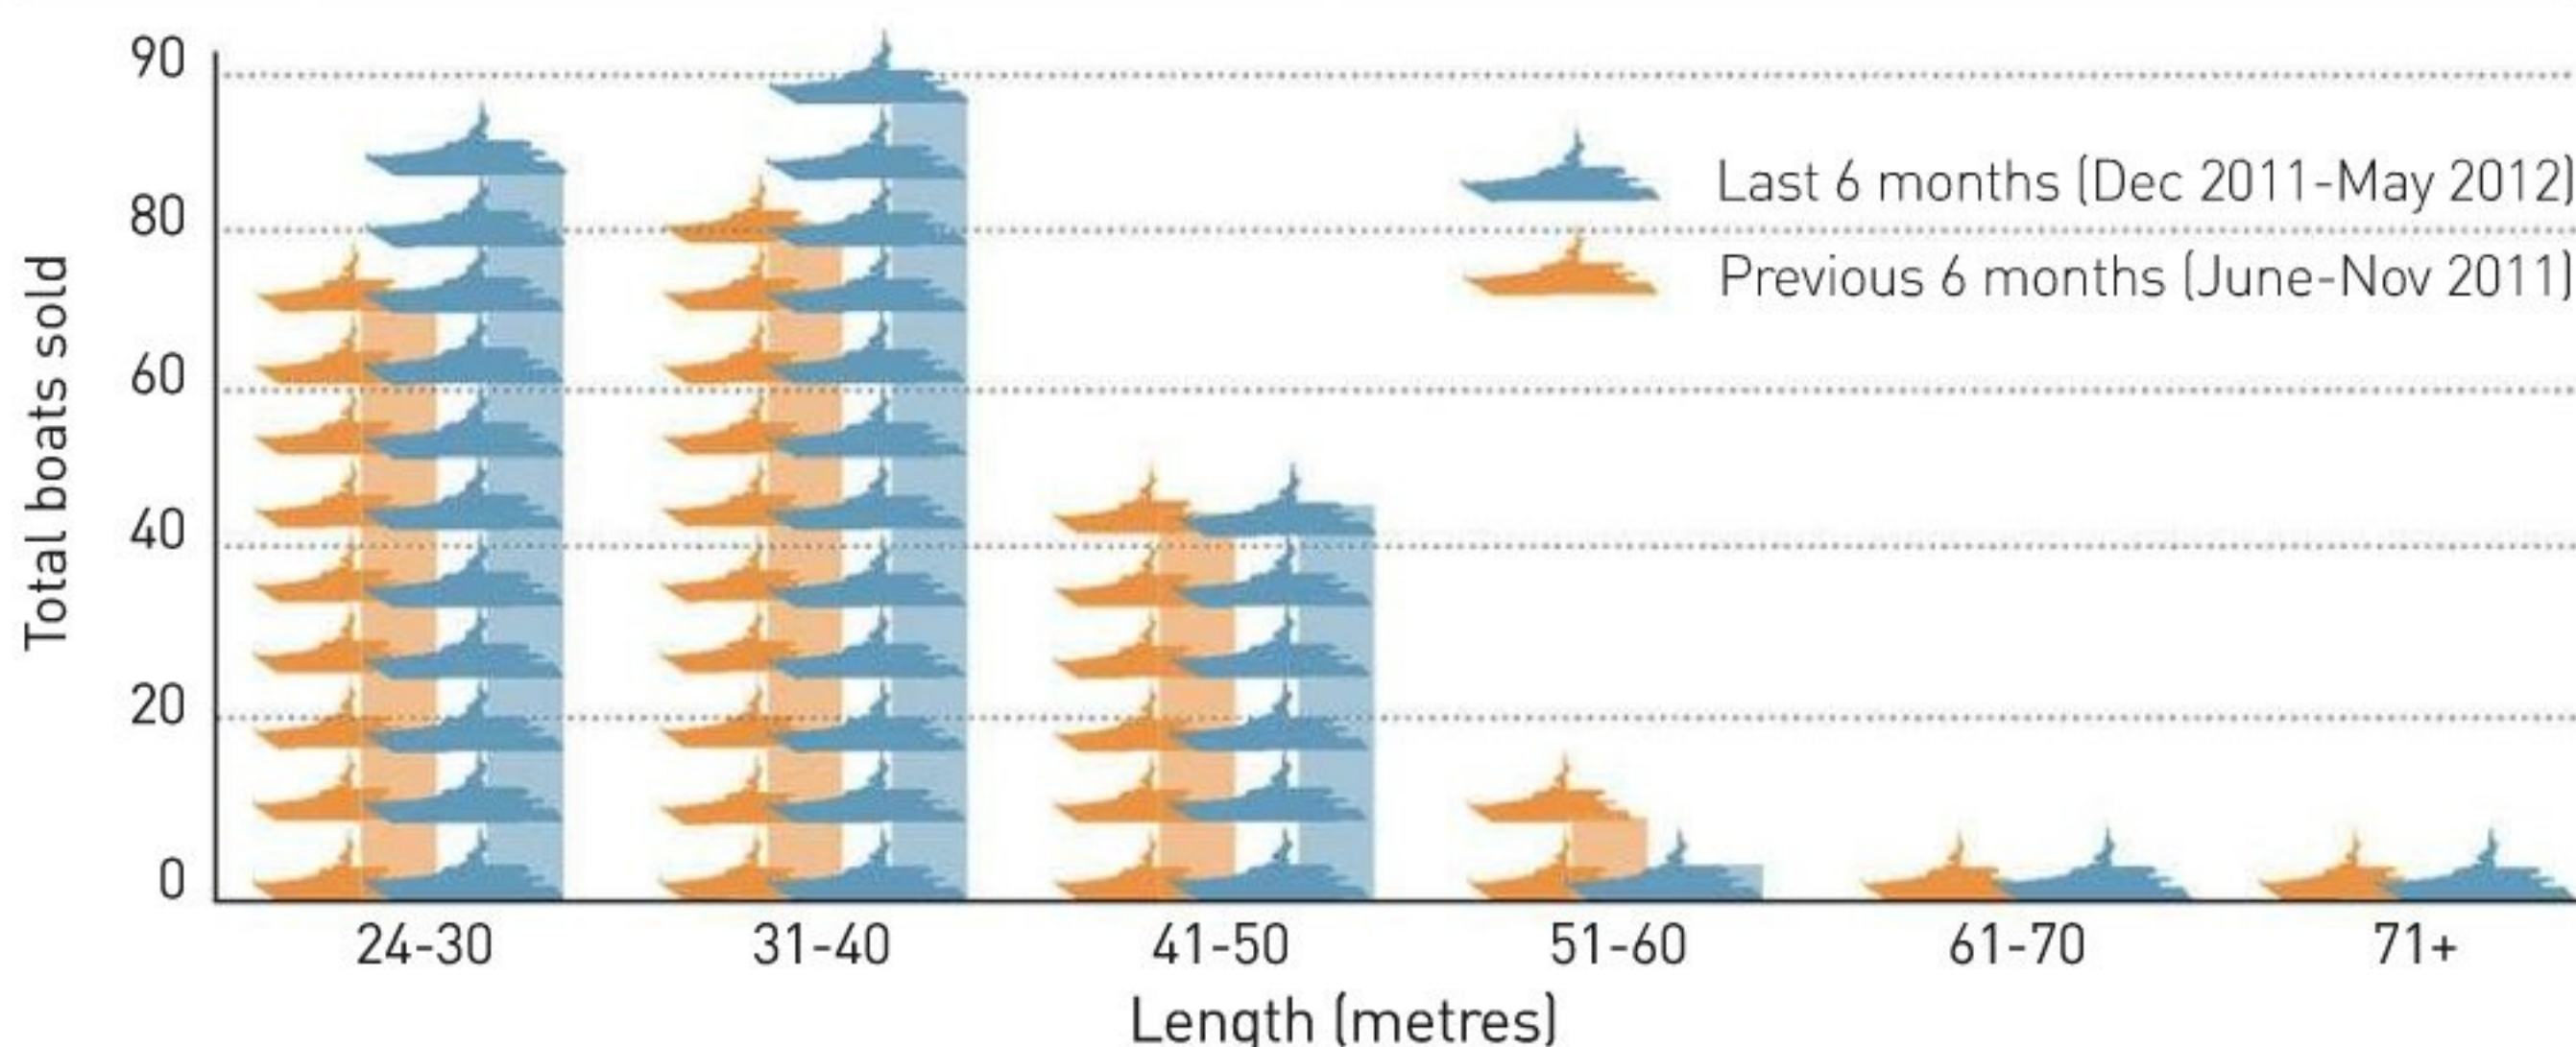 90
80
60
40
20
0
Total boats sold
Last 6 months (Dec 2011-May 2012)
Previous 6 months (June-Nov 2011)
24-30 31-40 41-50 51-60 61-70 71+
Length (metres)